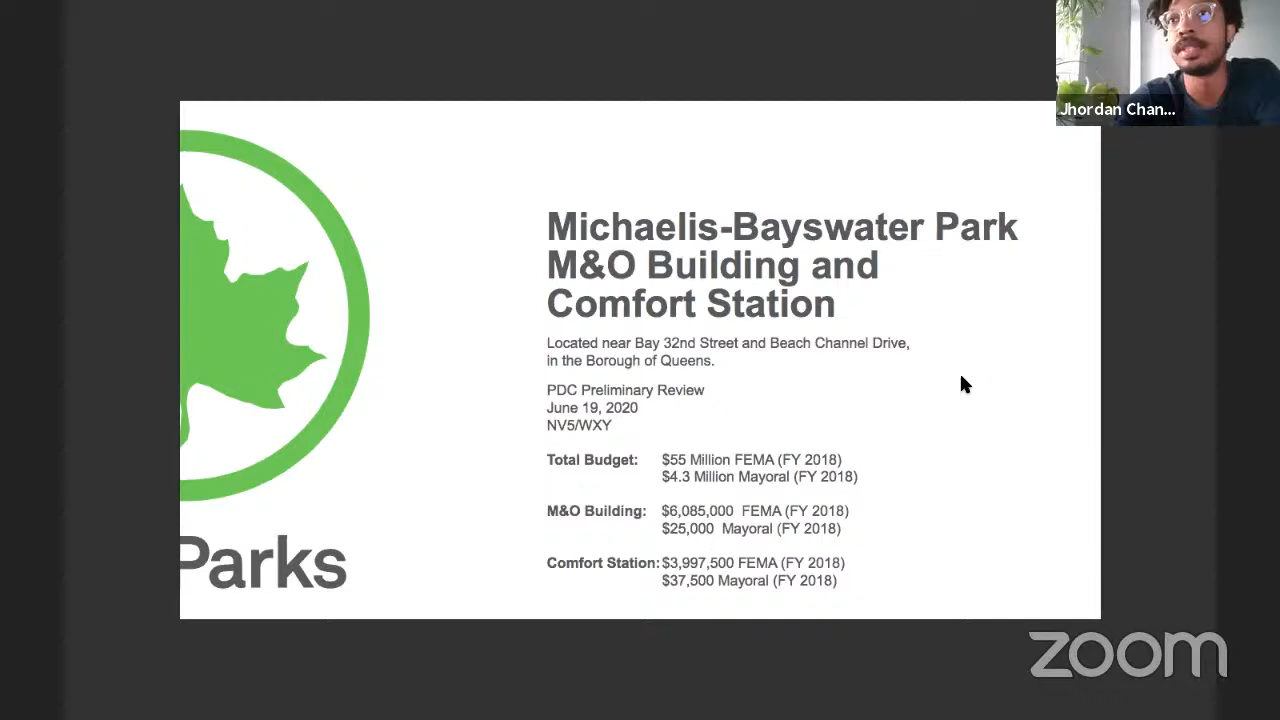 Jhordan Chan...
Michaelis-Bayswater Park
M&O Building and
Comfort Station
Located near Bay 32nd Street and Beach Channel Drive,
in the Borough of Queens.
PDC Preliminary Review
June 19, 2020
NV5/WXY
Total Budget: $55 Million FEMA (FY 2018)
$4.3 Million Mayoral (FY 2018)
M&O Building: $6,085,000 FEMA (FY 2018)
$25,000 Mayoral (FY 2018)
Comfort Station: $3,997,500 FEMA (FY 2018)
$37,500 Mayoral (FY 2018)
Parks
zoom